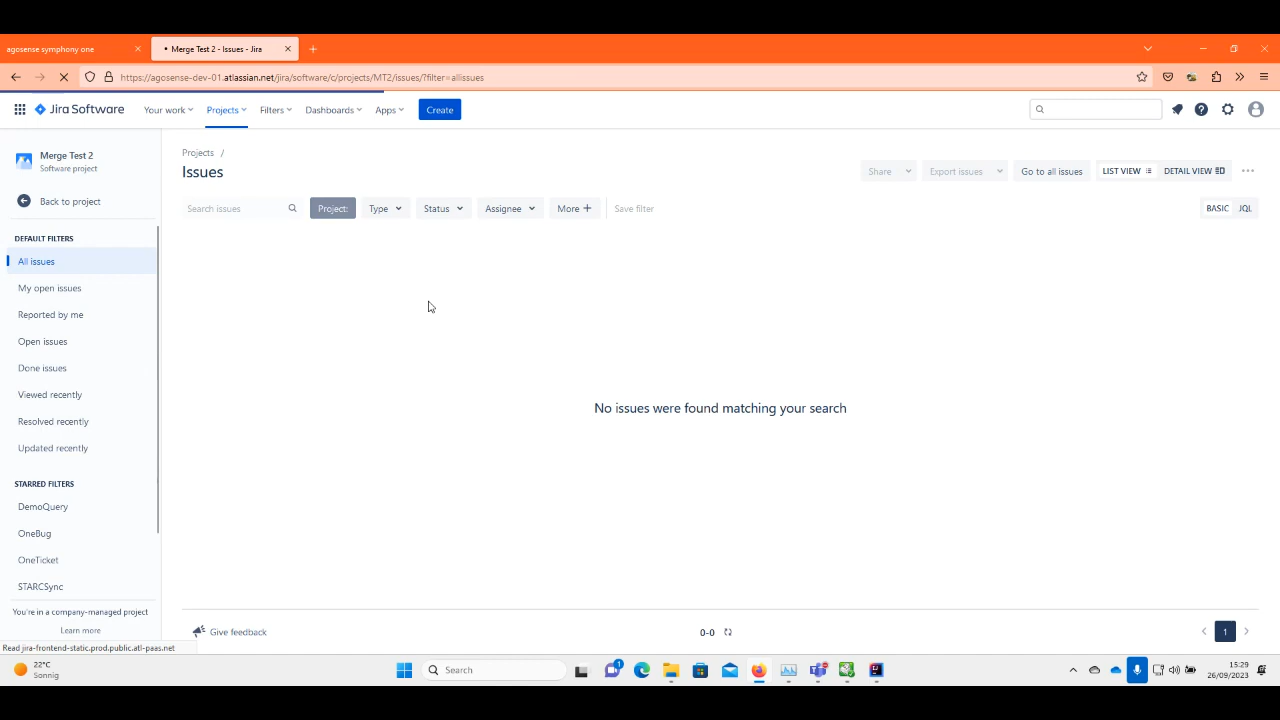 agosense symphony one
Merge Test 2 - Issues - Jira
https://agosense-dev-01.atlassian.net/jira/software/c/projects/MT2/issues/?filter=allissues
Jira Software
Your work
Projects
Filters
Dashboards
Apps
Create
Merge Test 2
Software project
Back to project
DEFAULT FILTERS
All issues
My open issues
Reported by me
Open issues
Done issues
Viewed recently
Resolved recently
Updated recently
STARRED FILTERS
DemoQuery
OneBug
OneTicket
STARCSync
You're in a company-managed project
Learn more
Projects /
Issues
Share
Export issues
Go to all issues
LIST VIEW
DETAIL VIEW
Search issues
Project:
Type
Status
Assignee
More +
Save filter
BASIC
JQL
No issues were found matching your search
Give feedback
0-0
1
Read jira-frontend-static.prod.public.atl-paas.net
22°C
Sonnig
Search
1
15:29
26/09/2023